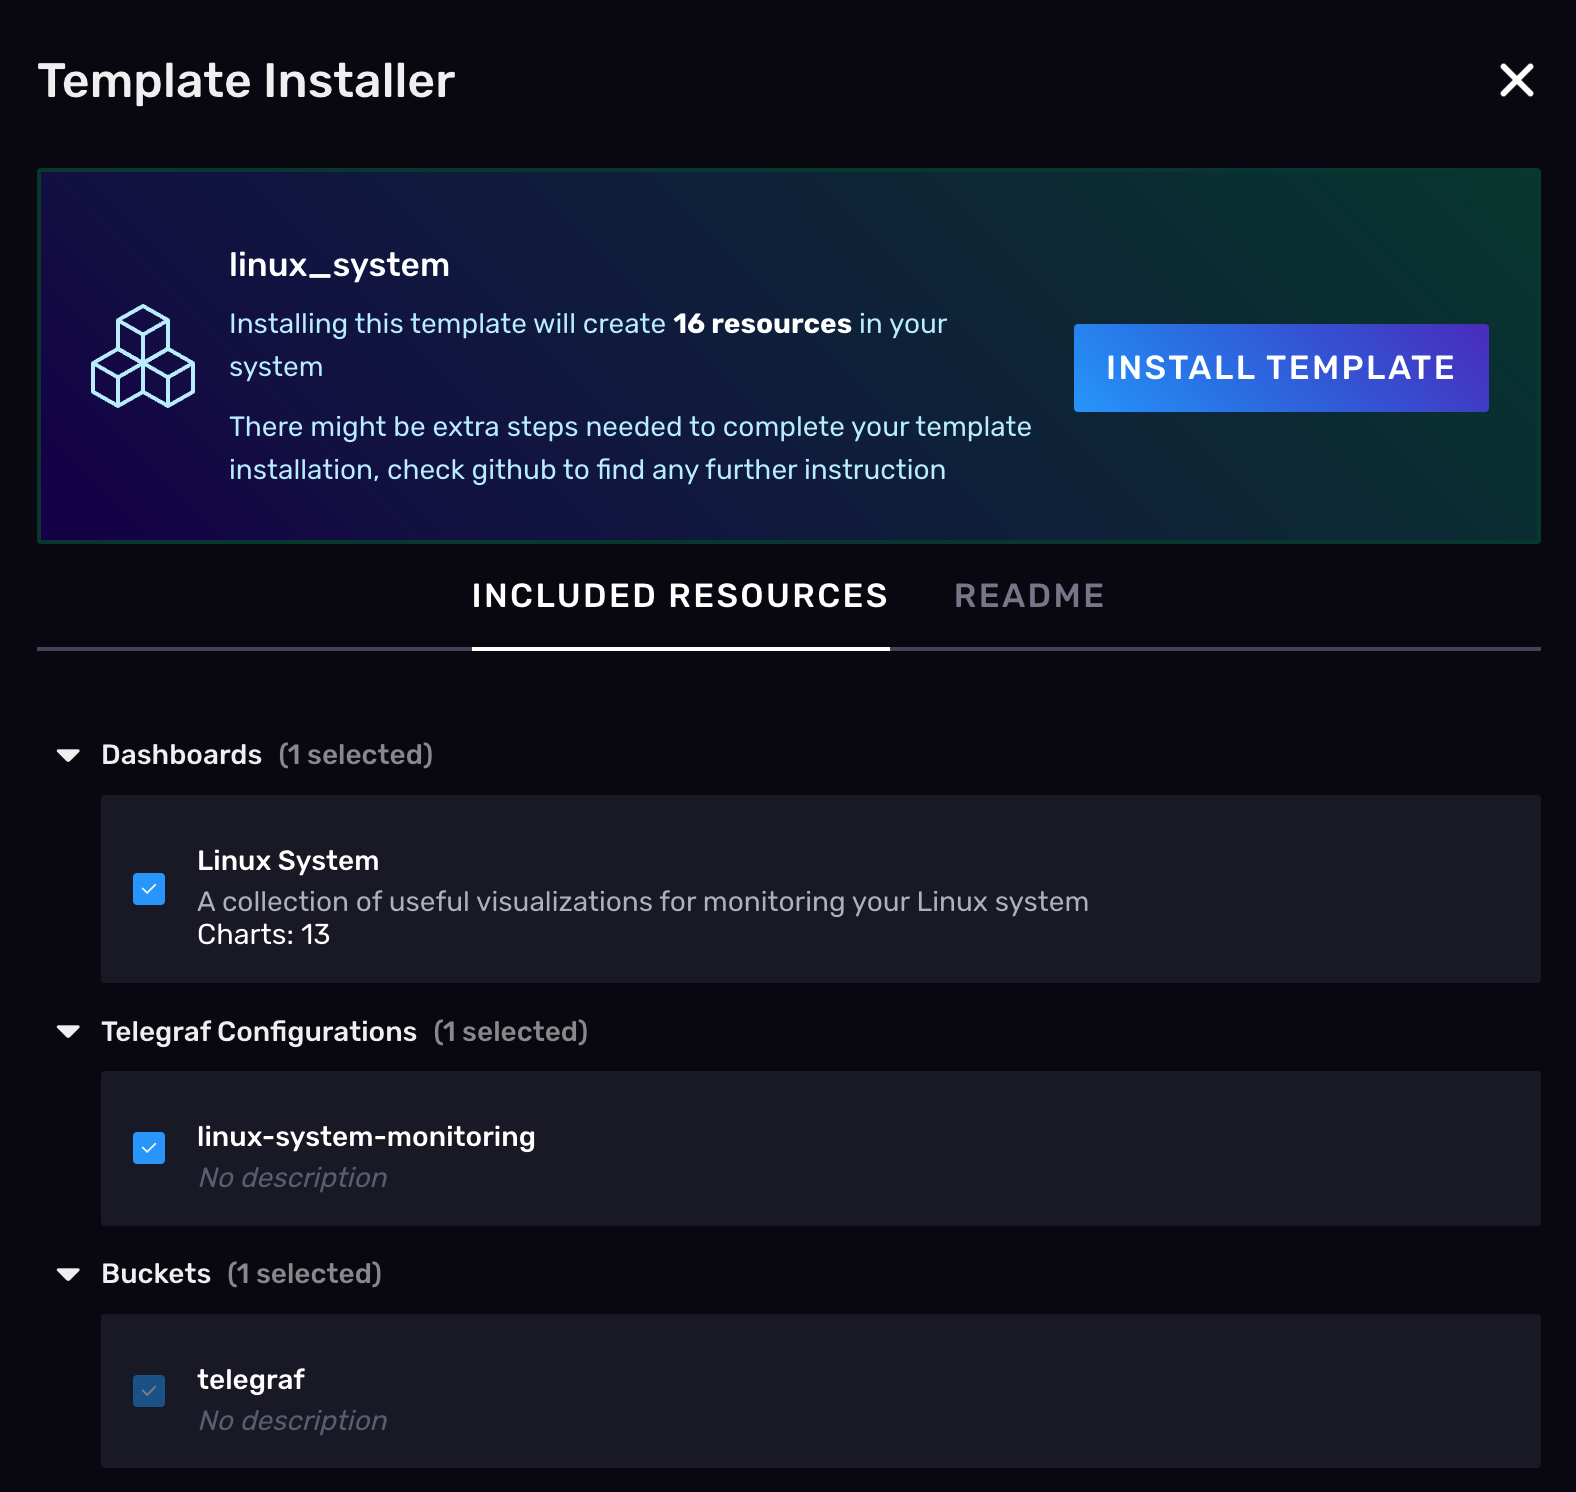 Template Installer
linux_system
Installing this template will create 16 resources in your
system
There might be extra steps needed to complete your template
installation, check github to find any further instruction
INSTALL TEMPLATE
INCLUDED RESOURCES README
Dashboards (1 selected)
Linux System
A collection of useful visualizations for monitoring your Linux system
Charts: 13
Telegraf Configurations (1 selected)
linux-system-monitoring
No description
Buckets (1 selected)
telegraf
No description